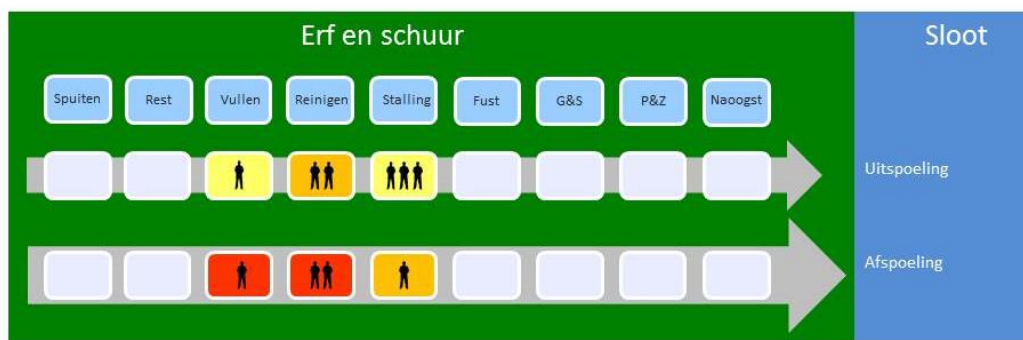 Erf en schuur
Sloot
Spuiten
Rest
Vullen
Reinigen
Stalling
Fust
G&S
P&Z
Naoogst
Uitspoeling
Afspoeling